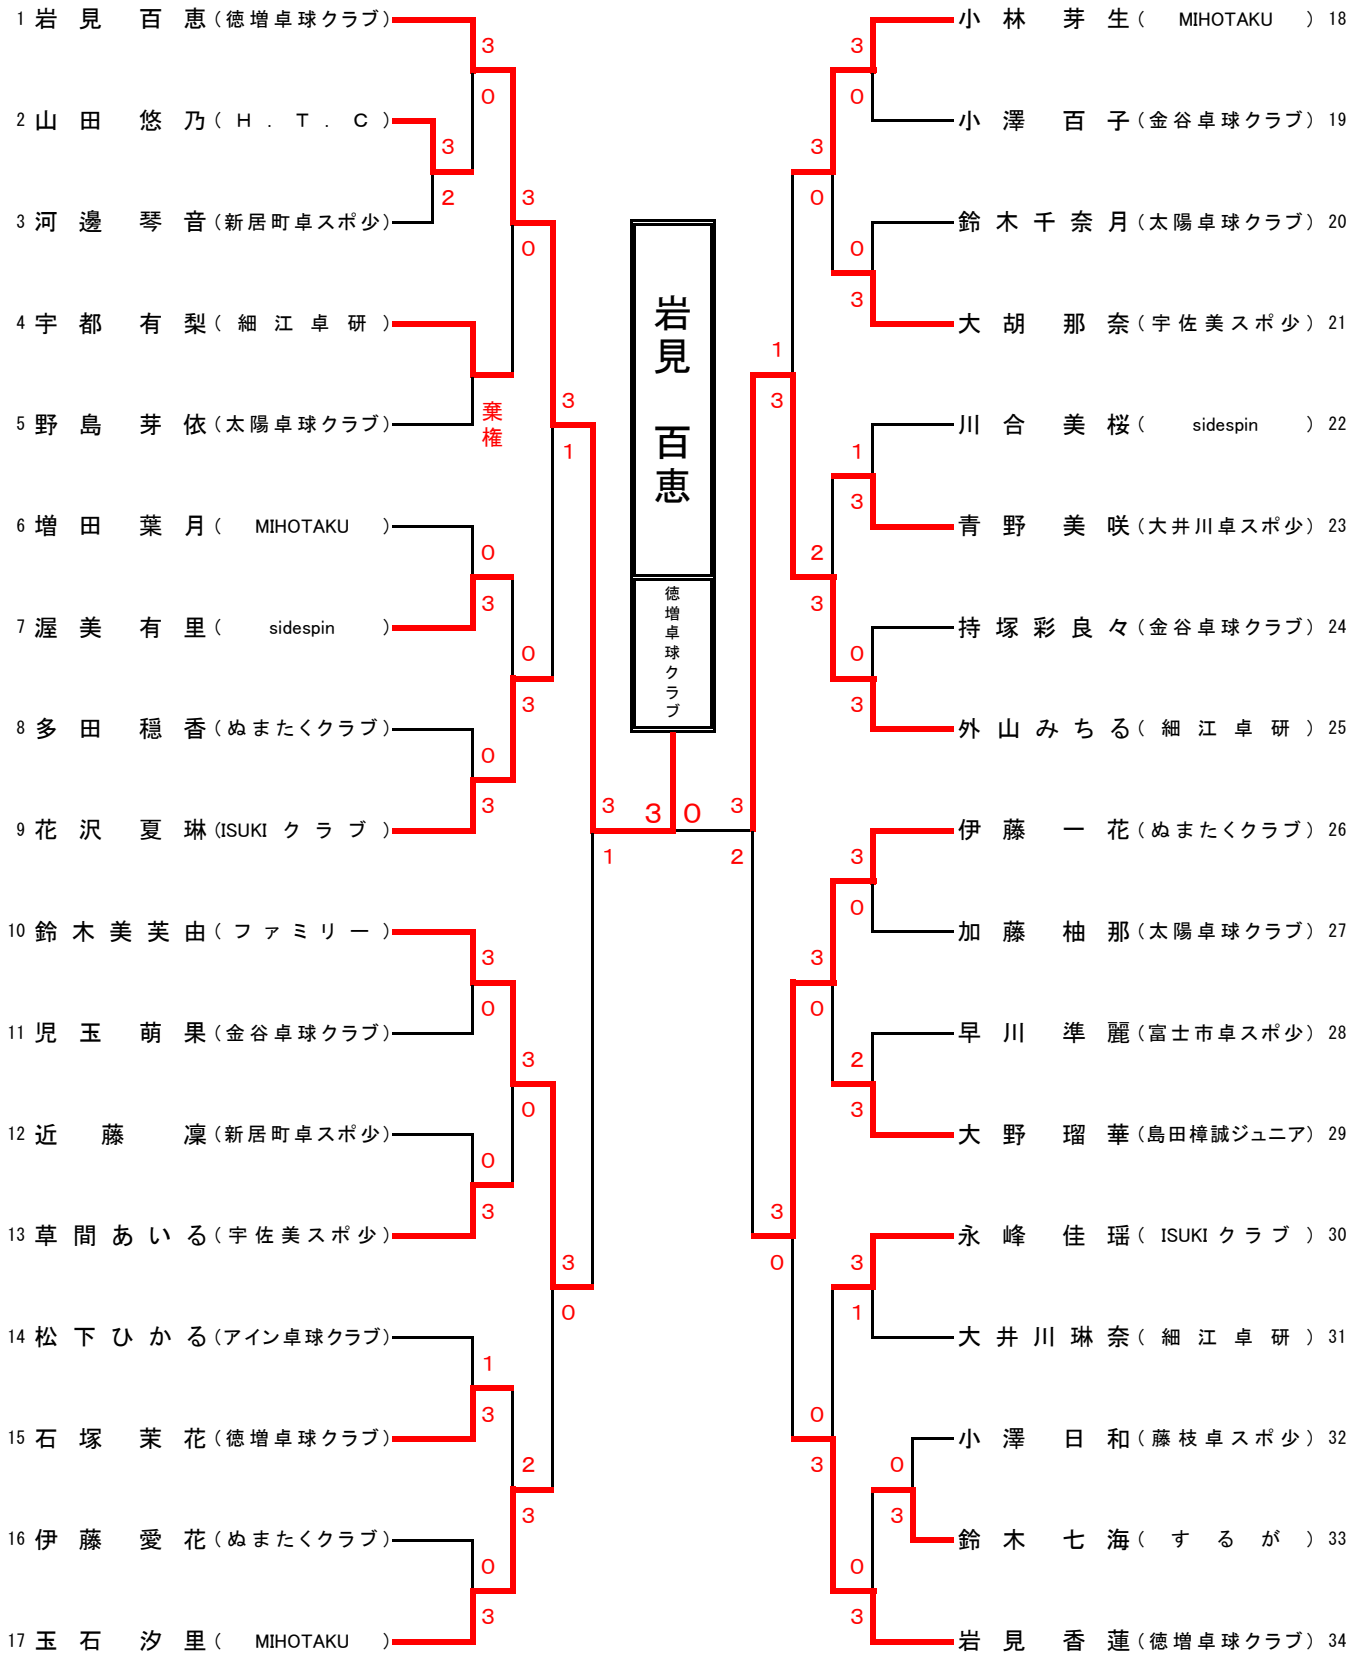 1 岩見 百恵(徳増卓球クラブ)
2 山田 悠乃(H.T.C)
3 河邊 琴音(新居町卓スポ少)
4 宇都 有梨(細江卓研)
5 野島 芽依(太陽卓球クラブ)
6 増田 葉月(MIHOTAKU)
7 渥美 有里(sidespin)
8 多田 穏香(ぬまたくクラブ)
9 花沢 夏琳(ISUKIクラブ)
10 鈴木美芙由(ファミリー)
11 児玉 萌果(金谷卓球クラブ)
12 近藤 凜(新居町卓スポ少)
13 草間あいる(宇佐美スポ少)
14 松下ひかる(アイン卓球クラブ)
15 石塚 茉花(徳増卓球クラブ)
16 伊藤 愛花(ぬまたくクラブ)
17 玉石 汐里(MIHOTAKU)
3
0
3
2
3
0
棄権
3
1
0
3
0
3
0
3
3
1
3
0
3
0
0
3
3
0
1
3
2
3
0
3
岩見 百恵
徳増卓球クラブ
3 0
小林 芽生(MIHOTAKU) 18
小澤 百子(金谷卓球クラブ) 19
鈴木千奈月(太陽卓球クラブ) 20
大胡 那奈(宇佐美スポ少) 21
川合 美桜(sidespin) 22
青野 美咲(大井川卓スポ少) 23
持塚彩良々(金谷卓球クラブ) 24
外山みちる(細江卓研) 25
伊藤 一花(ぬまたくクラブ) 26
加藤 柚那(太陽卓球クラブ) 27
早川 準麗(富士市卓スポ少) 28
大野 瑠華(島田樟誠ジュニア) 29
永峰 佳瑶(ISUKIクラブ) 30
大井川琳奈(細江卓研) 31
小澤 日和(藤枝卓スポ少) 32
鈴木 七海(するが) 33
岩見 香蓮(徳増卓球クラブ) 34
3
0
3
0
0
3
1
3
1
3
2
3
0
3
3
2
3
0
3
0
2
3
3
0
3
1
0
3
0
3
0
3